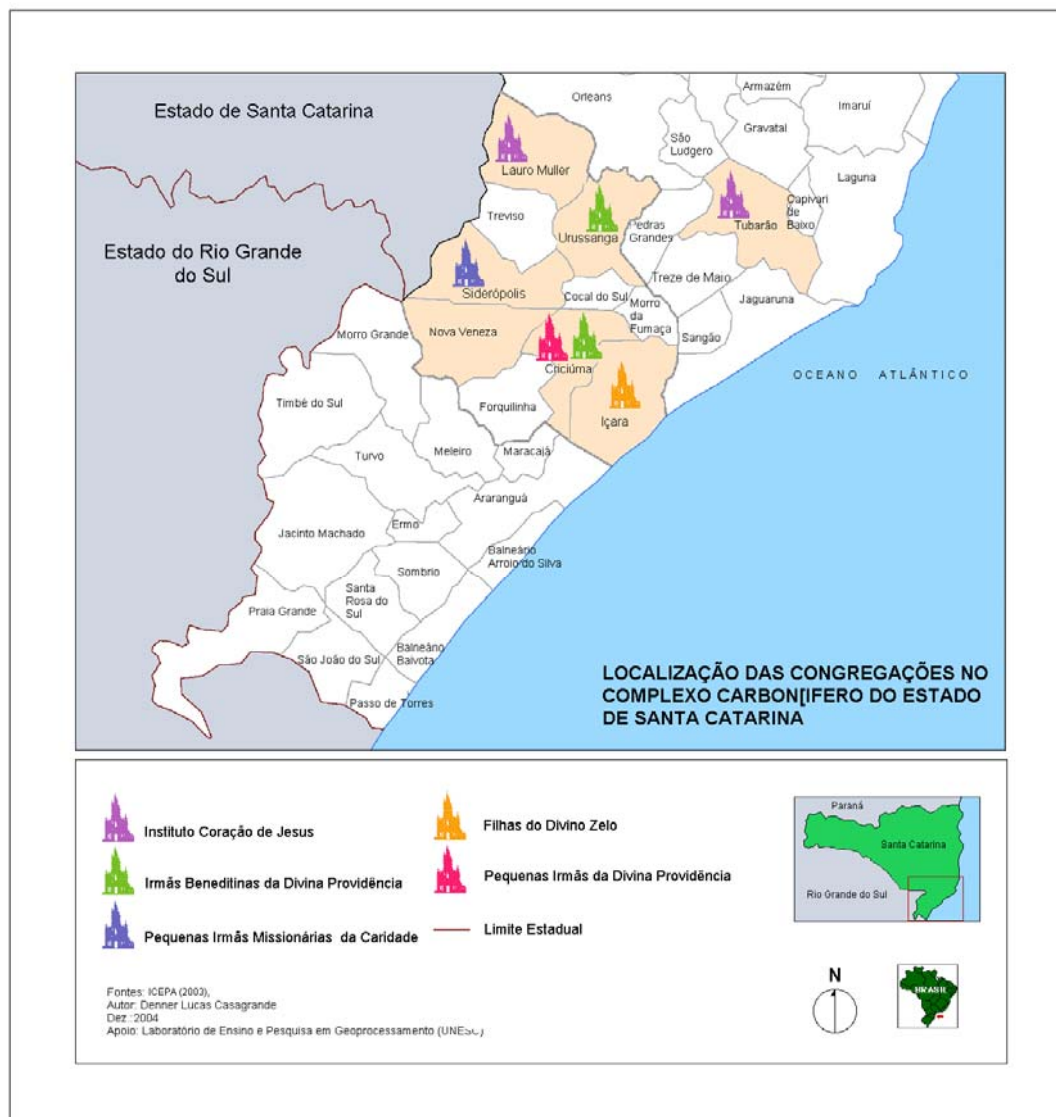 Estado de Santa Catarina
Estado do Rio Grande
do Sul
Orleans
Armazém
Imaruí
Gravatal
São
Ludgero
Lauro Muller
Laguna
Treviso
Urussanga
Pedras
Grandes
Tubarão
Capivari
de
Baixo
Treze de Maio
Siderópolis
Cocal do Sul
Jaguaruna
Morro
da
Fumaça
Sangão
Nova Veneza
Morro Grande
Criciúma
Içara
OCEANO ATLÂNTICO
Timbé do Sul
Forquilinha
Turvo
Meleiro
Maracajá
Araranguá
Ermo
Jacinto Machado
Balneário
Arroio do Silva
Sombrio
Santa
Rosa do
Sul
Praia Grande
São João do Sul
Balneário
Gaivota
Passo de Torres
LOCALIZAÇÃO DAS CONGREGAÇÕES NO
COMPLEXO CARBON[IFERO DO ESTADO
DE SANTA CATARINA
Instituto Coração de Jesus
Irmãs Beneditinas da Divina Providência
Pequenas Irmãs Missionárias da Caridade
Filhas do Divino Zelo
Pequenas Irmãs da Divina Providência
Limite Estadual
Paraná
Santa Catarina
Rio Grande do Sul
N
BRASIL
Fontes: ICEPA (2003),
Autor: Denner Lucas Casagrande
Dez.:2004
Apoio: Laboratório de Ensino e Pesquisa em Geoprocessamento (UNESC)